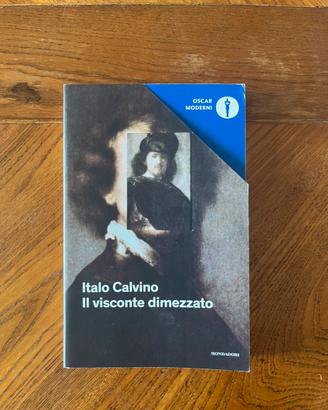 OSCAR
MODERNI
Italo Calvino
Il visconte dimezzato
MONDADORI